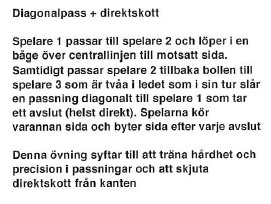 Diagonalpass + direktskott
Spelare 1 passar till spelare 2 och löper i en
båge över centrallinjen till motsatt sida.
Samtidigt passar spelare 2 tillbaka bollen till
spelare 3 som är tvåa i ledet som i sin tur slår
en passning diagonalt till spelare 1 som tar
ett avslut (helst direkt). Spelarna kör
varannan sida och byter sida efter varje avslut
Denna övning syftar till att träna hårdhet och
precision i passningar och att skjuta
direktskott från kanten